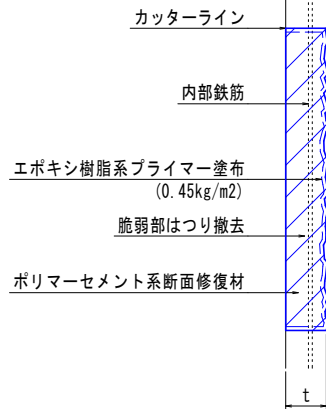 カッターライン
内部鉄筋
エポキシ樹脂系プライマー塗布
(0.45kg/m2)
脆弱部はつり撤去
ポリマーセメント系断面修復材
t